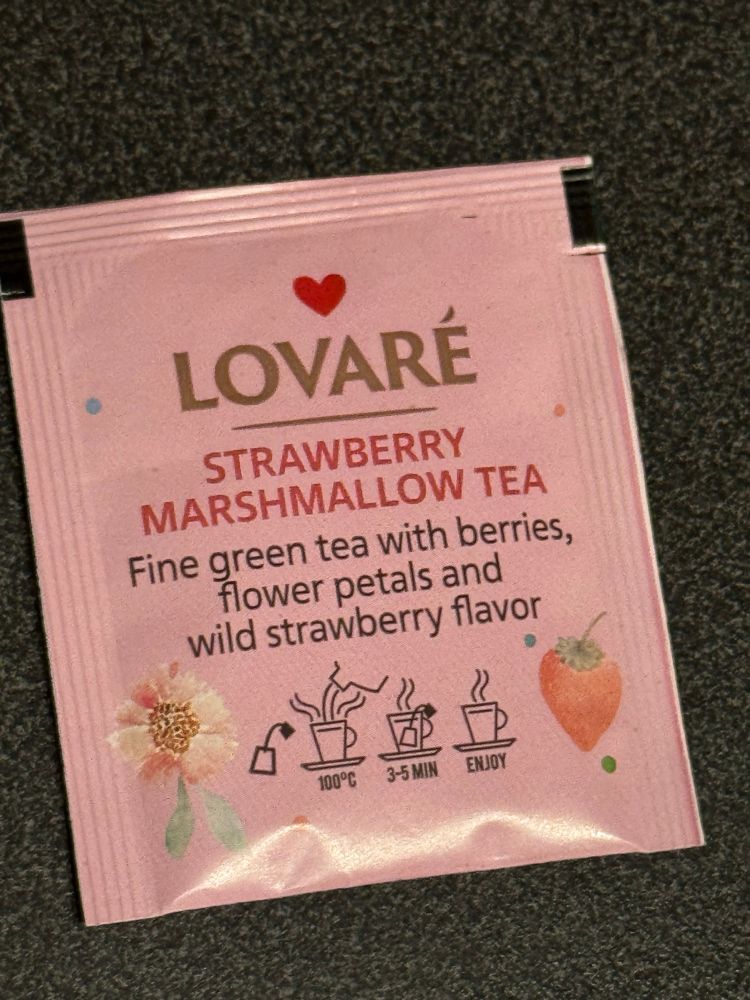 LOVARÉ
STRAWBERRY
MARSHMALLOW TEA
Fine green tea with berries,
flower petals and
wild strawberry flavor
100°C 3-5 MIN ENJOY